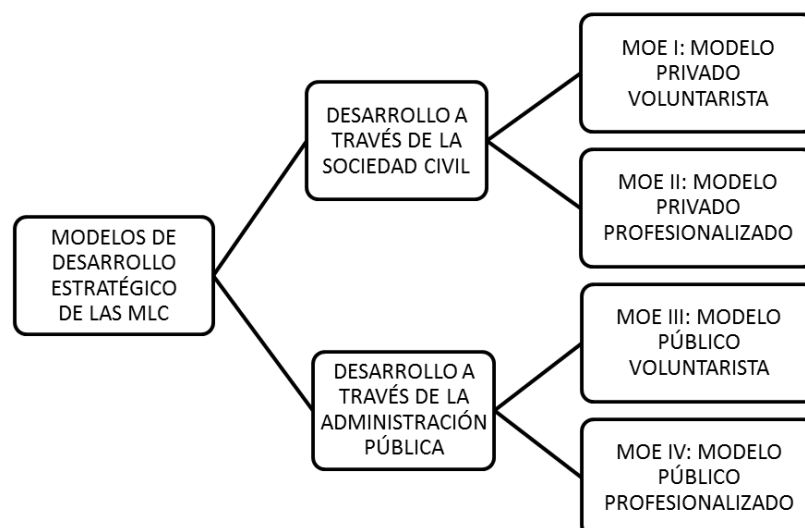 MODELOS DE
DESARROLLO
ESTRATÉGICO
DE LAS MLC
DESARROLLO A
TRAVÉS DE LA
SOCIEDAD CIVIL
MOE I: MODELO
PRIVADO
VOLUNTARISTA
MOE II: MODELO
PRIVADO
PROFESIONALIZADO
DESARROLLO A
TRAVÉS DE LA
ADMINISTRACIÓN
PÚBLICA
MOE III: MODELO
PÚBLICO
VOLUNTARISTA
MOE IV: MODELO
PÚBLICO
PROFESIONALIZADO